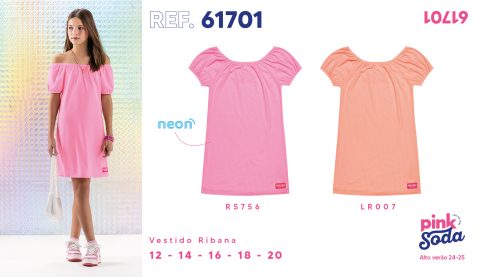 REF. 61701
61701
neon
RS756
LR007
Vestido Ribana
12 - 14 - 16 - 18 - 20
pink
Soda
Alto verão 24-25